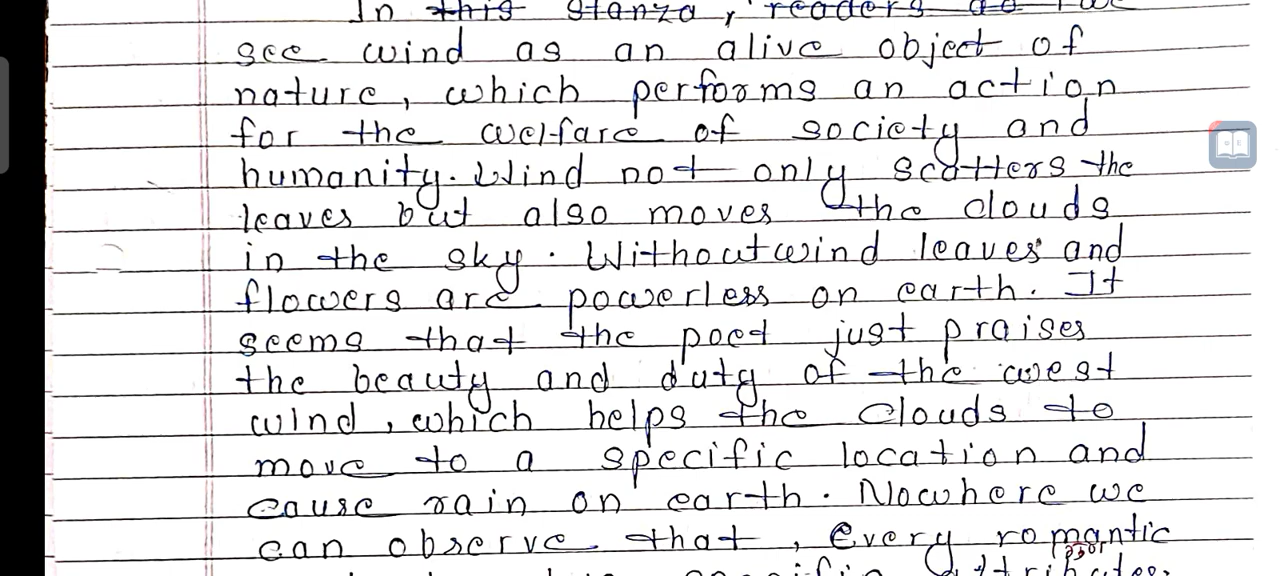 In this stanza, readers
see wind as an alive object of
nature, which performs an action
for the welfare of society and
humanity. Wind not only scatters the
leaves but also moves the clouds
in the sky. Without wind leaves and
flowers are powerless on earth. It
seems that the poet just praises
the beauty and duty of the west
wind, which helps the clouds to
move to a specific location and
cause rain on earth. Nowhere we
can observe that, every romantic